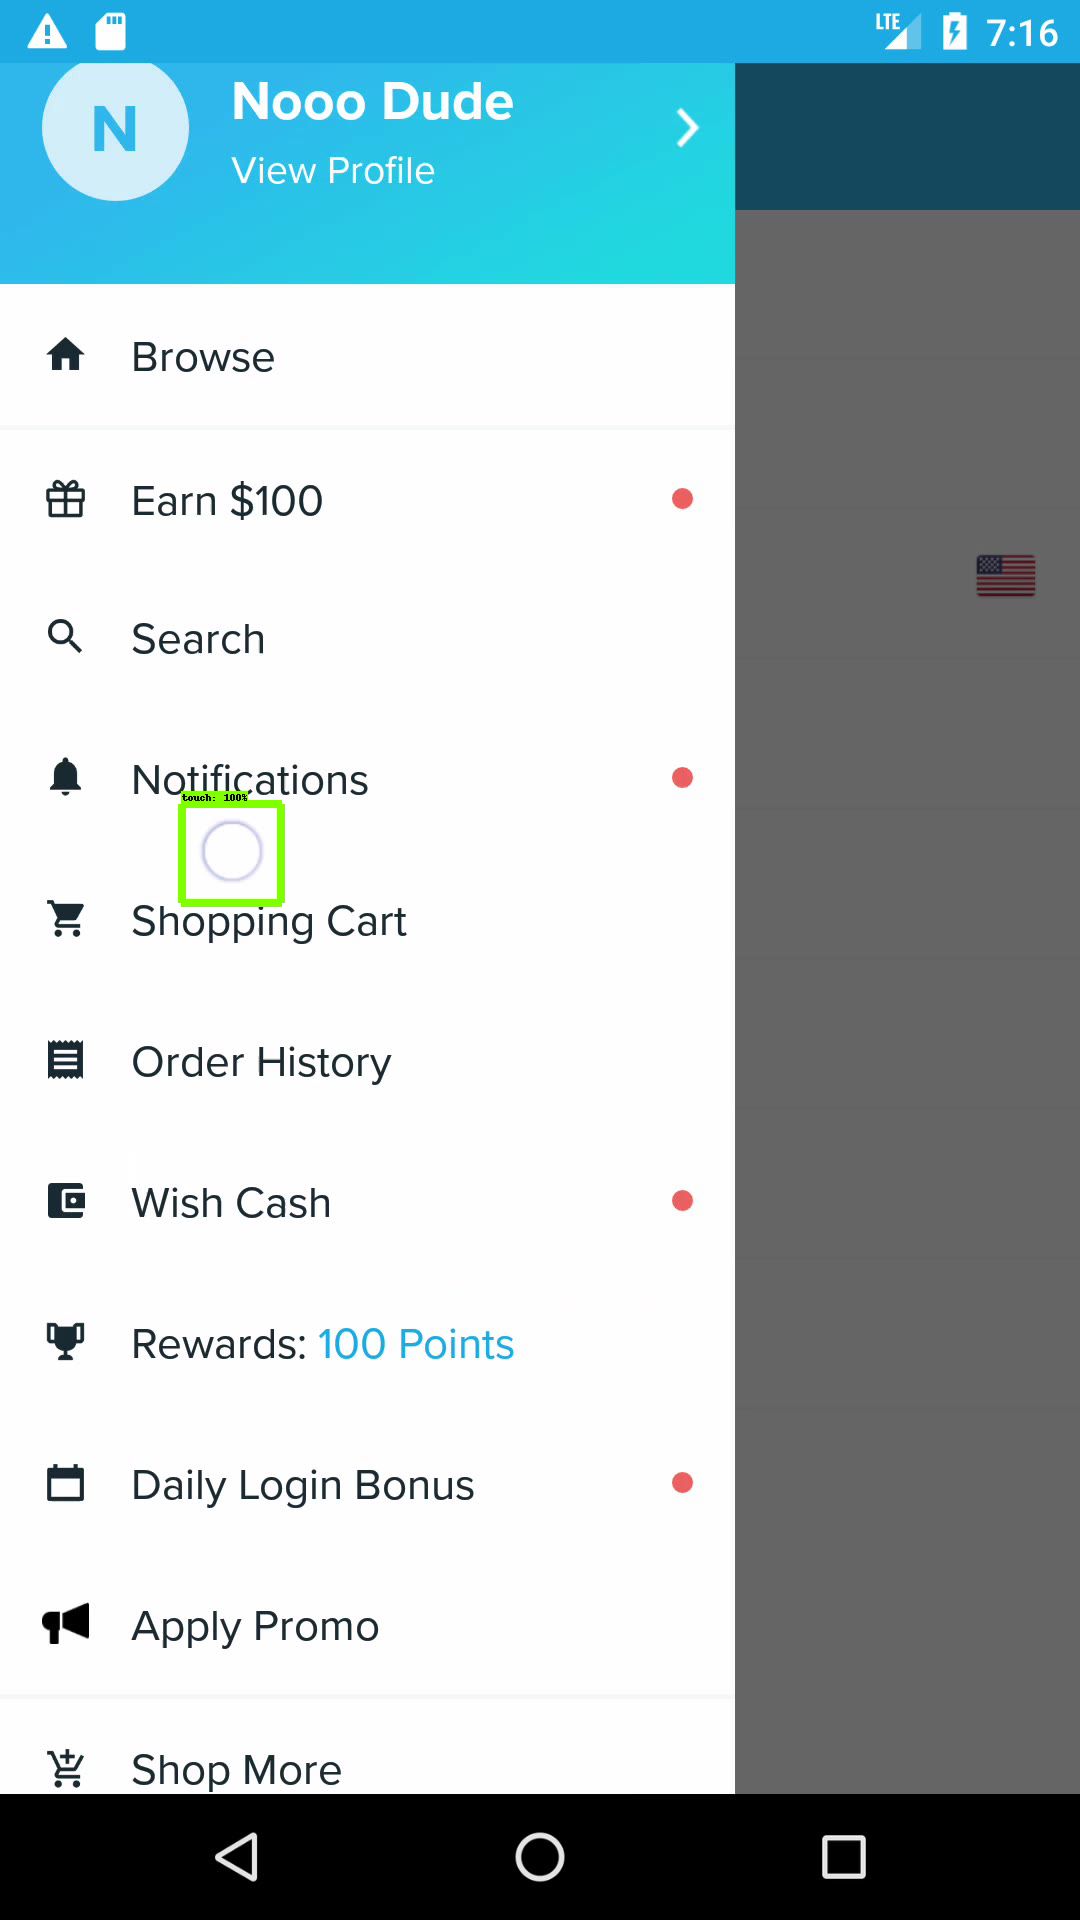 LTE 7:16
N
Nooo Dude
View Profile
Browse
Earn $100
Search
Notifications
touch: 100%
Shopping Cart
Order History
Wish Cash
Rewards: 100 Points
Daily Login Bonus
Apply Promo
Shop More